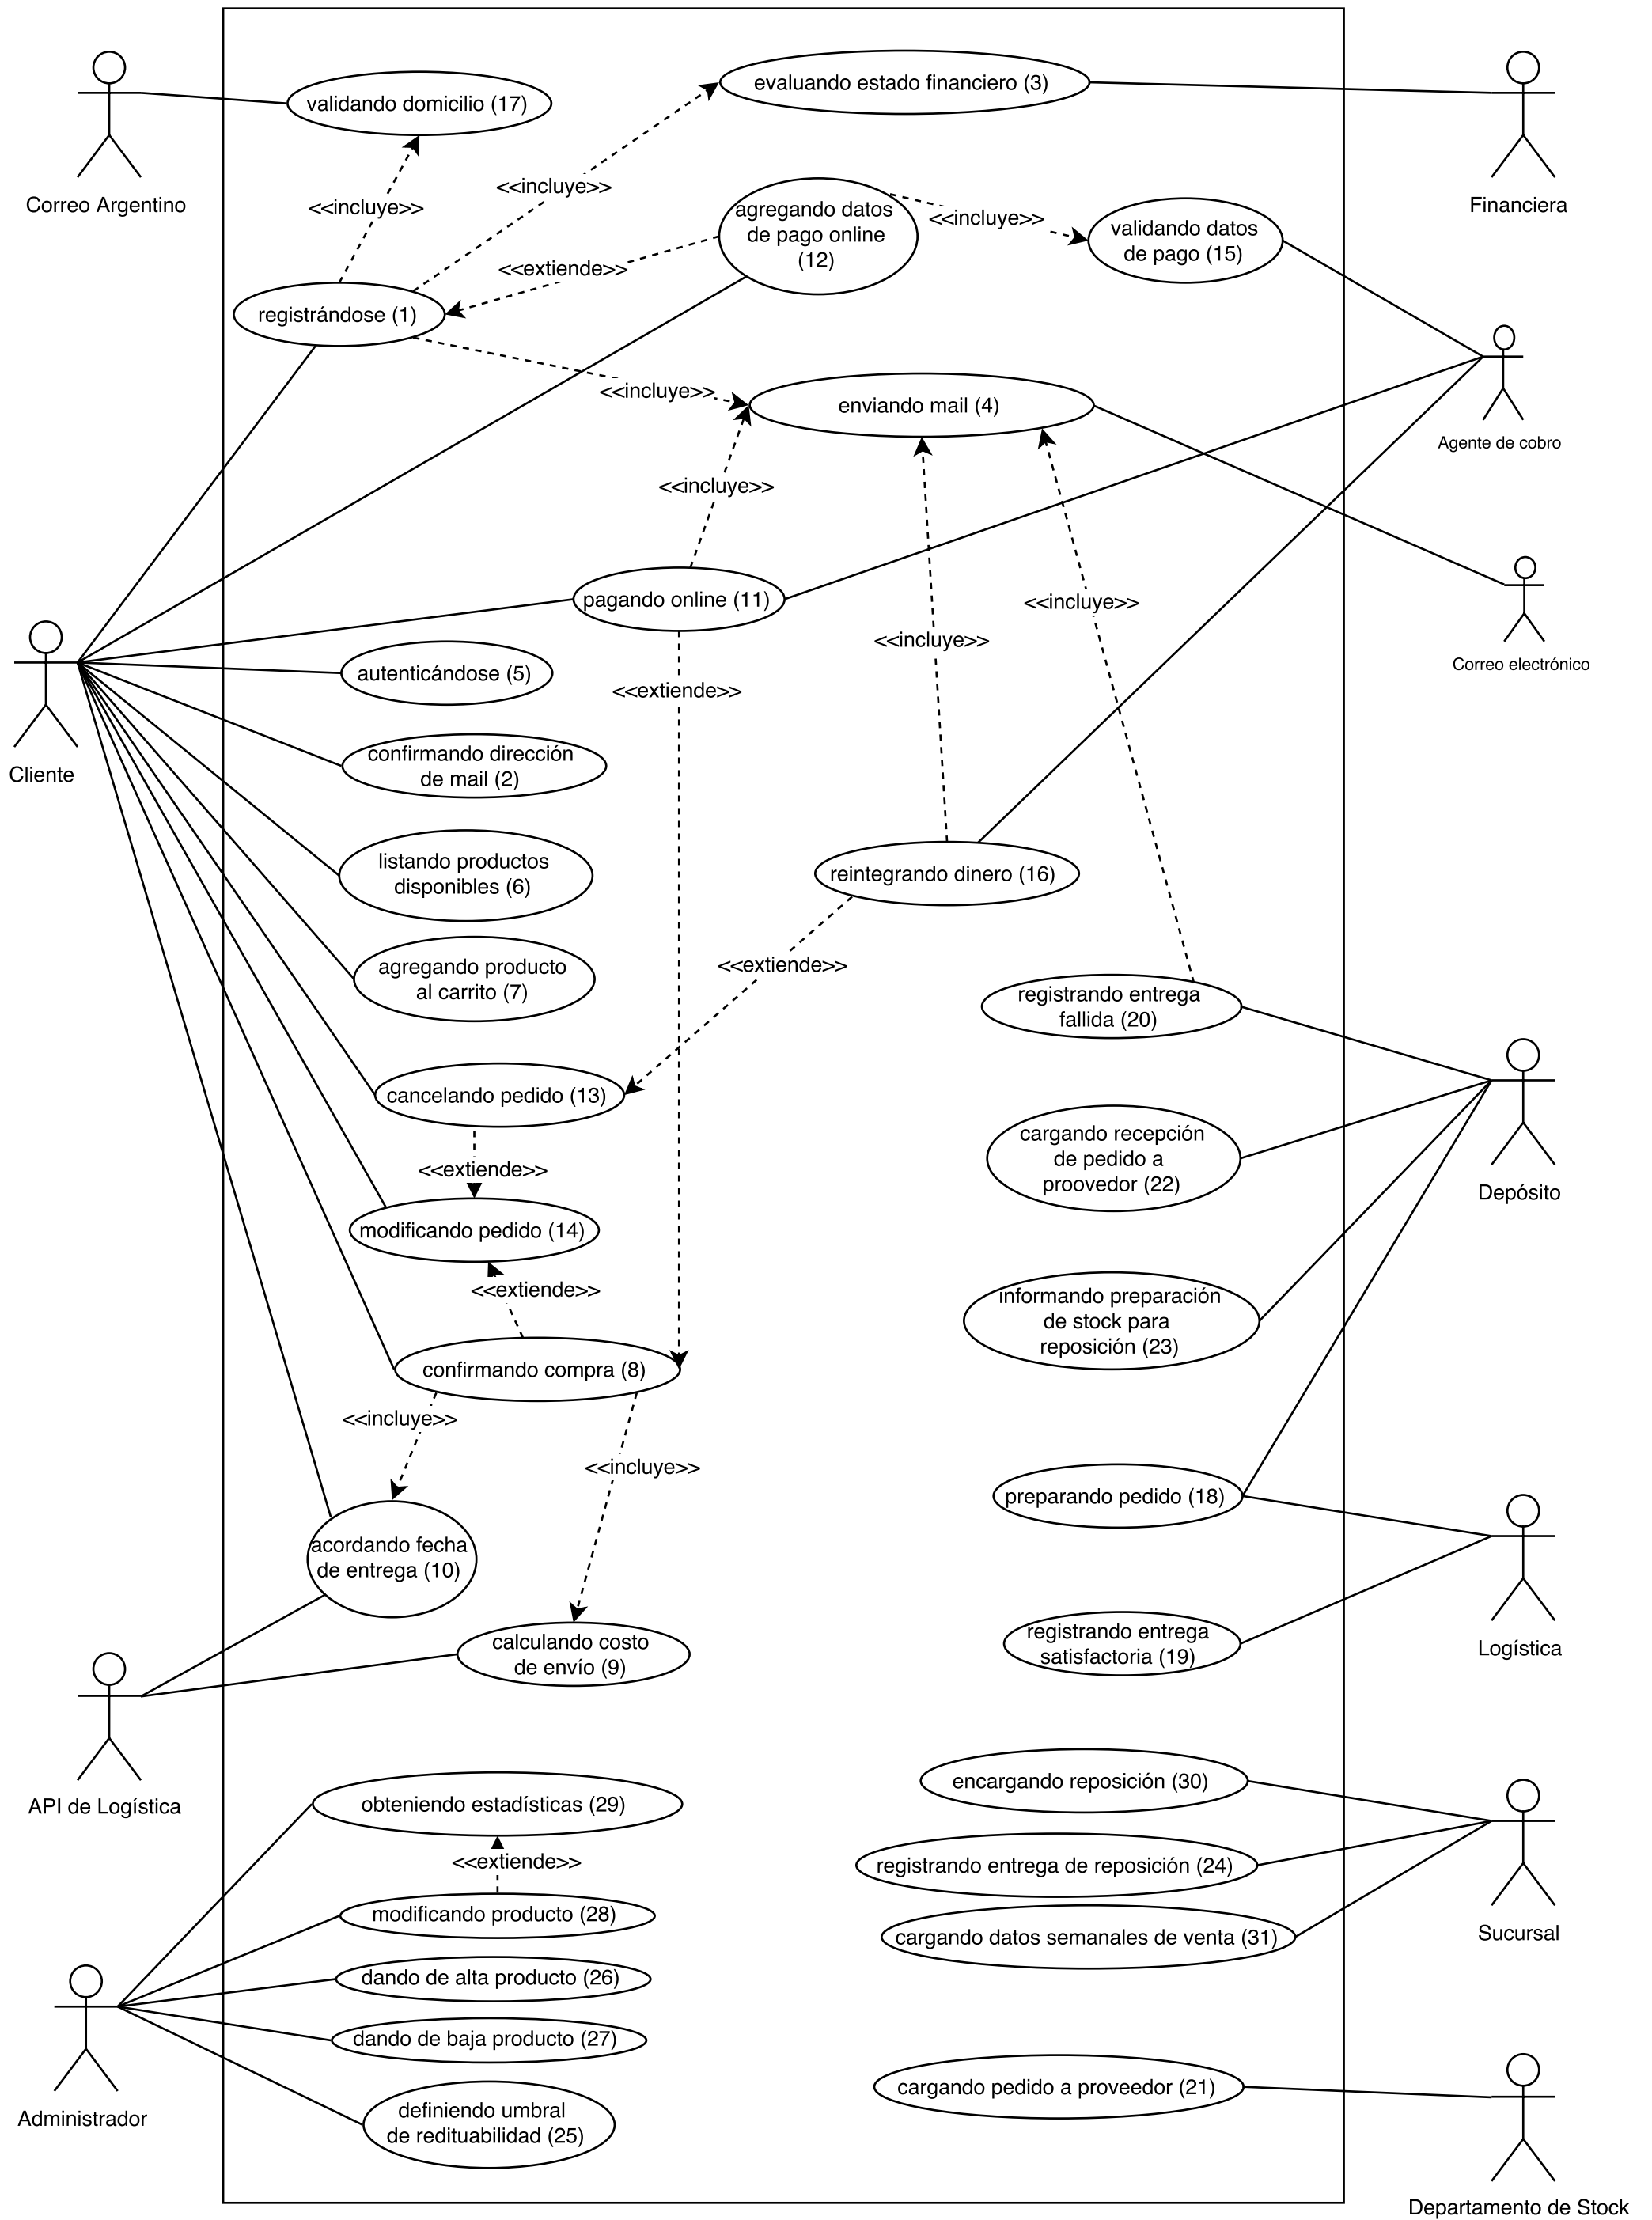 evaluando estado financiero (3)
validando domicilio (17)
<<incluye>>
Correo Argentino
<<incluye>>
Financiera
agregando datos
de pago online
(12)
<<incluye>>
validando datos
de pago (15)
<<extiende>>
registrándose (1)
<<incluye>>
enviando mail (4)
Agente de cobro
<<incluye>>
pagando online (11)
<<incluye>>
<<incluye>>
Correo electrónico
autenticándose (5)
<<extiende>>
confirmando dirección
de mail (2)
Cliente
listando productos
disponibles (6)
reintegrando dinero (16)
agregando producto
al carrito (7)
<<extiende>>
registrando entrega
fallida (20)
cancelando pedido (13)
cargando recepción
de pedido a
proovedor (22)
Depósito
<<extiende>>
modificando pedido (14)
<<extiende>>
informando preparación
de stock para
reposición (23)
confirmando compra (8)
<<incluye>>
<<incluye>>
preparando pedido (18)
acordando fecha
de entrega (10)
calculando costo
de envío (9)
registrando entrega
satisfactoria (19)
Logística
API de Logística
encargando reposición (30)
obteniendo estadísticas (29)
<<extiende>>
registrando entrega de reposición (24)
modificando producto (28)
cargando datos semanales de venta (31)
Sucursal
dando de alta producto (26)
dando de baja producto (27)
cargando pedido a proveedor (21)
Administrador
definiendo umbral
de redituabilidad (25)
Departamento de Stock